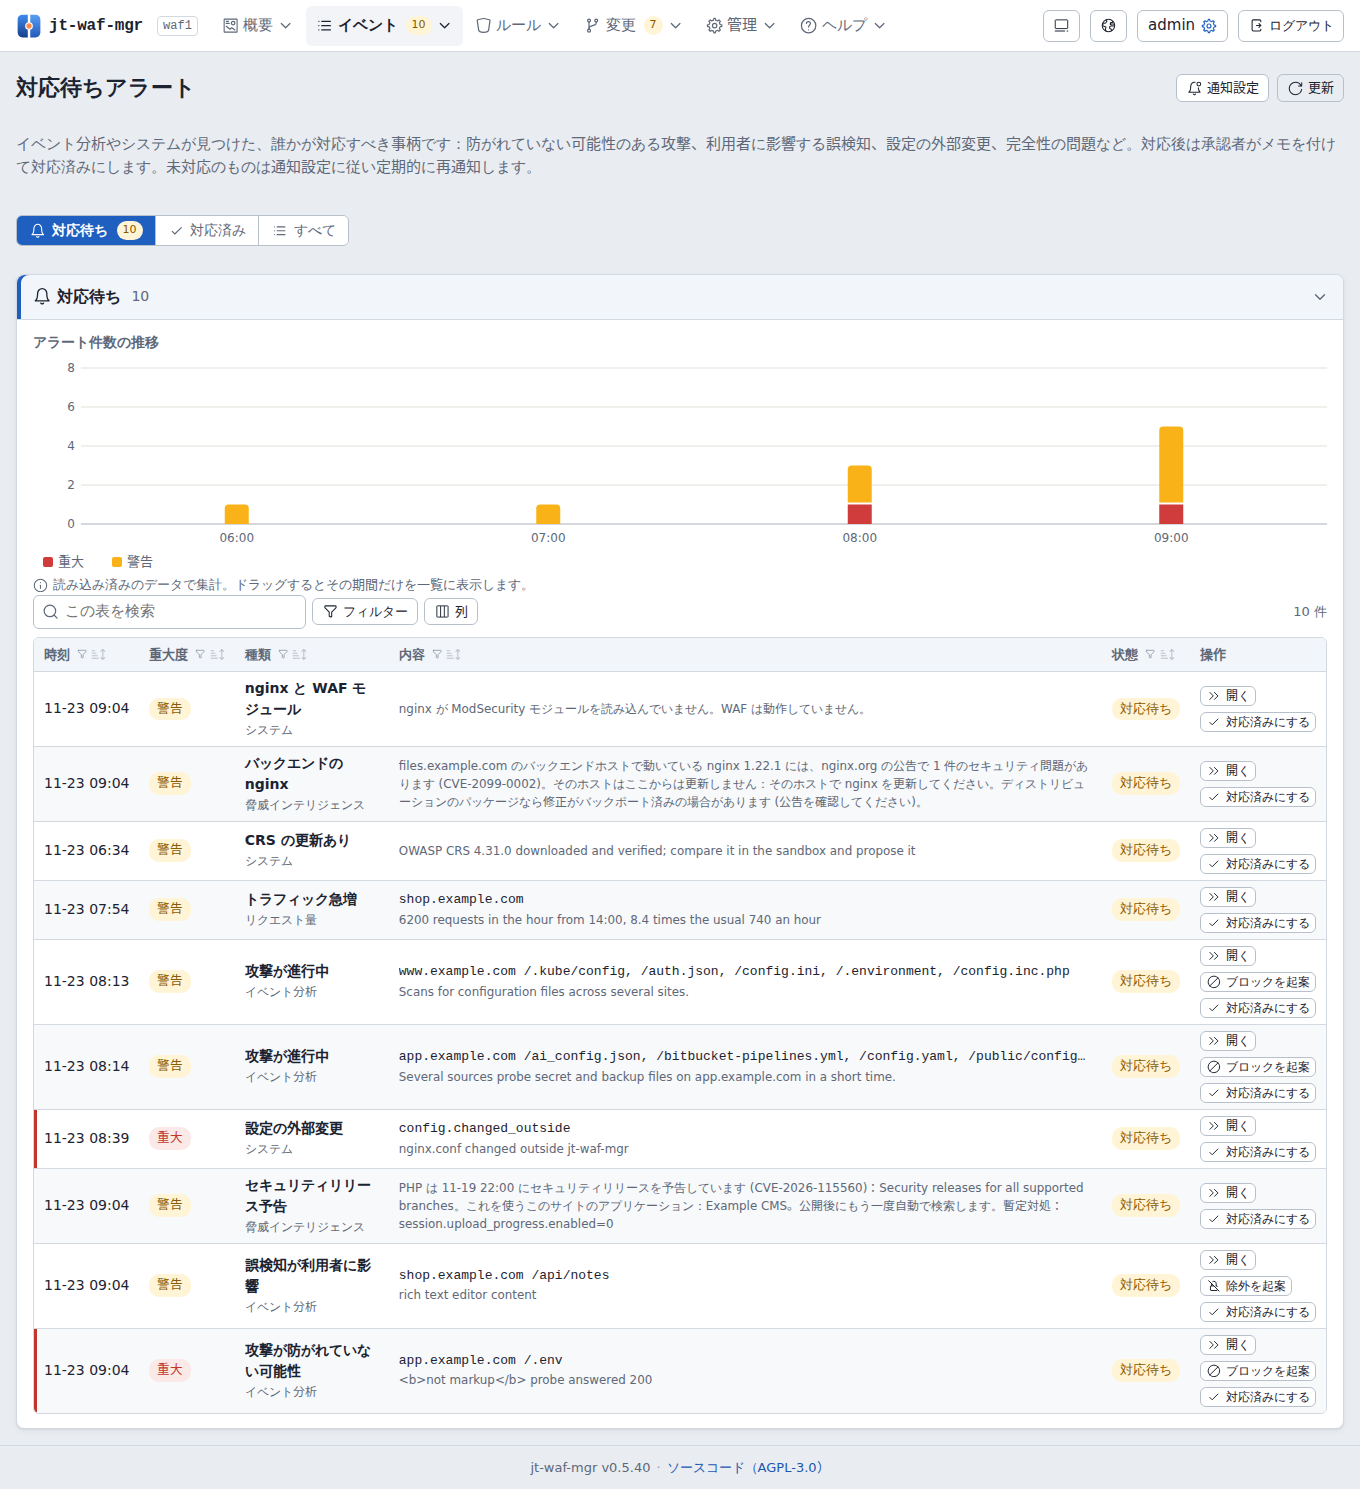 jt-waf-mgr waf1 概要 イベント 10 ルール 変更 7 管理 ヘルプ admin ログアウト
対応待ちアラート 通知設定 更新
イベント分析やシステムが見つけた、誰かが対応すべき事柄です：防がれていない可能性のある攻撃、利用者に影響する誤検知、設定の外部変更、完全性の問題など。対応後は承認者がメモを付け
て対応済みにします。未対応のものは通知設定に従い定期的に再通知します。
対応待ち 10 対応済み すべて
対応待ち 10
アラート件数の推移
8
6
4
2
0
06:00 07:00 08:00 09:00
重大 警告
読み込み済みのデータで集計。ドラッグするとその期間だけを一覧に表示します。
この表を検索 フィルター 列 10 件
時刻 重大度 種類 内容 状態 操作
11-23 09:04 警告 nginx と WAF モ
ジュール
システム
nginx が ModSecurity モジュールを読み込んでいません。WAF は動作していません。
対応待ち 開く
対応済みにする
11-23 09:04 警告 バックエンドの
nginx
脅威インテリジェンス
files.example.com のバックエンドホストで動いている nginx 1.22.1 には、nginx.org の公告で 1 件のセキュリティ問題があ
ります (CVE-2099-0002)。そのホストはここからは更新しません：そのホストで nginx を更新してください。ディストリビュ
ーションのパッケージなら修正がバックポート済みの場合があります (公告を確認してください)。
対応待ち 開く
対応済みにする
11-23 06:34 警告 CRS の更新あり
システム
OWASP CRS 4.31.0 downloaded and verified; compare it in the sandbox and propose it
対応待ち 開く
対応済みにする
11-23 07:54 警告 トラフィック急増
リクエスト量
shop.example.com
6200 requests in the hour from 14:00, 8.4 times the usual 740 an hour
対応待ち 開く
対応済みにする
11-23 08:13 警告 攻撃が進行中
イベント分析
www.example.com /.kube/config, /auth.json, /config.ini, /.environment, /config.inc.php
Scans for configuration files across several sites.
対応待ち 開く
ブロックを起案
対応済みにする
11-23 08:14 警告 攻撃が進行中
イベント分析
app.example.com /ai_config.json, /bitbucket-pipelines.yml, /config.yaml, /public/config…
Several sources probe secret and backup files on app.example.com in a short time.
対応待ち 開く
ブロックを起案
対応済みにする
11-23 08:39 重大 設定の外部変更
システム
config.changed_outside
nginx.conf changed outside jt-waf-mgr
対応待ち 開く
対応済みにする
11-23 09:04 警告 セキュリティリリー
ス予告
脅威インテリジェンス
PHP は 11-19 22:00 にセキュリティリリースを予告しています (CVE-2026-115560)：Security releases for all supported
branches。これを使うこのサイトのアプリケーション：Example CMS。公開後にもう一度自動で検索します。暫定対処：
session.upload_progress.enabled=0
対応待ち 開く
対応済みにする
11-23 09:04 警告 誤検知が利用者に影
響
イベント分析
shop.example.com /api/notes
rich text editor content
対応待ち 開く
除外を起案
対応済みにする
11-23 09:04 重大 攻撃が防がれていな
い可能性
イベント分析
app.example.com /.env
&lt;b&gt;not markup&lt;/b&gt; probe answered 200
対応待ち 開く
ブロックを起案
対応済みにする
jt-waf-mgr v0.5.40 · ソースコード（AGPL-3.0）